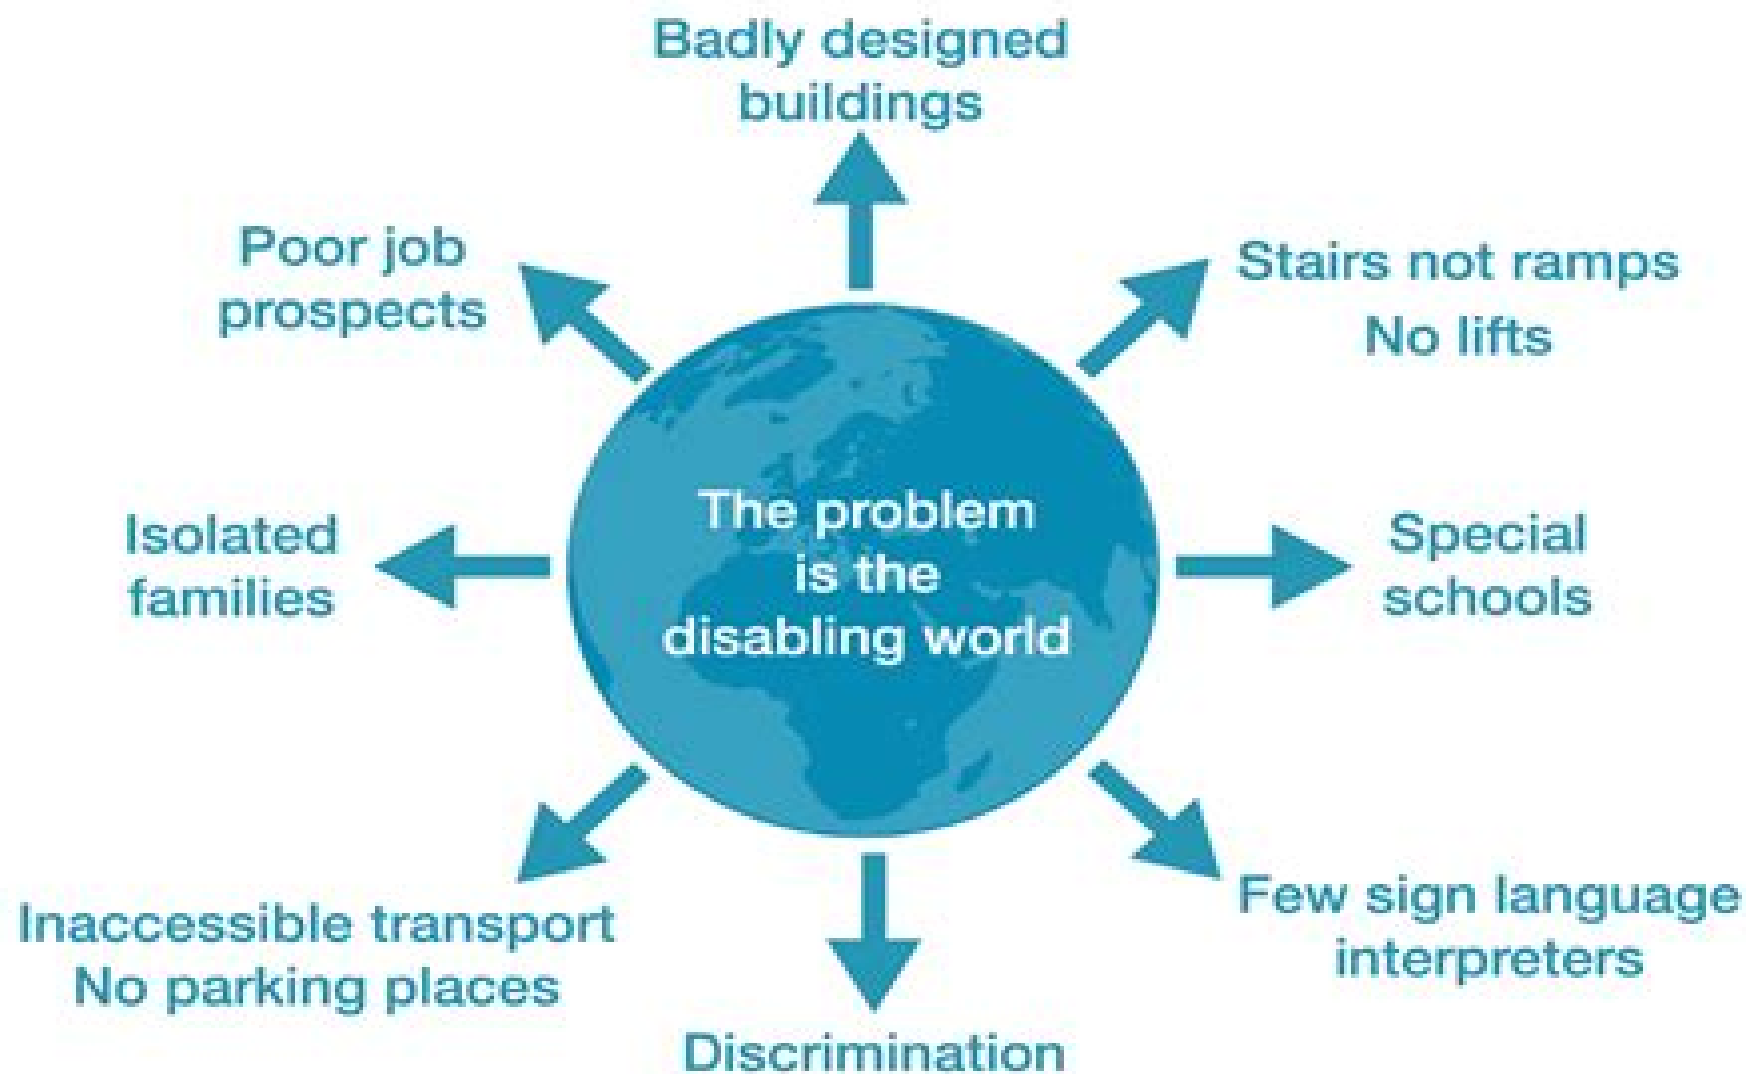 Badly designed
buildings
Poor job
prospects
Stairs not ramps
No lifts
Isolated
families
The problem
is the
disabling world
Special
schools
Inaccessible transport
No parking places
Few sign language
interpreters
Discrimination